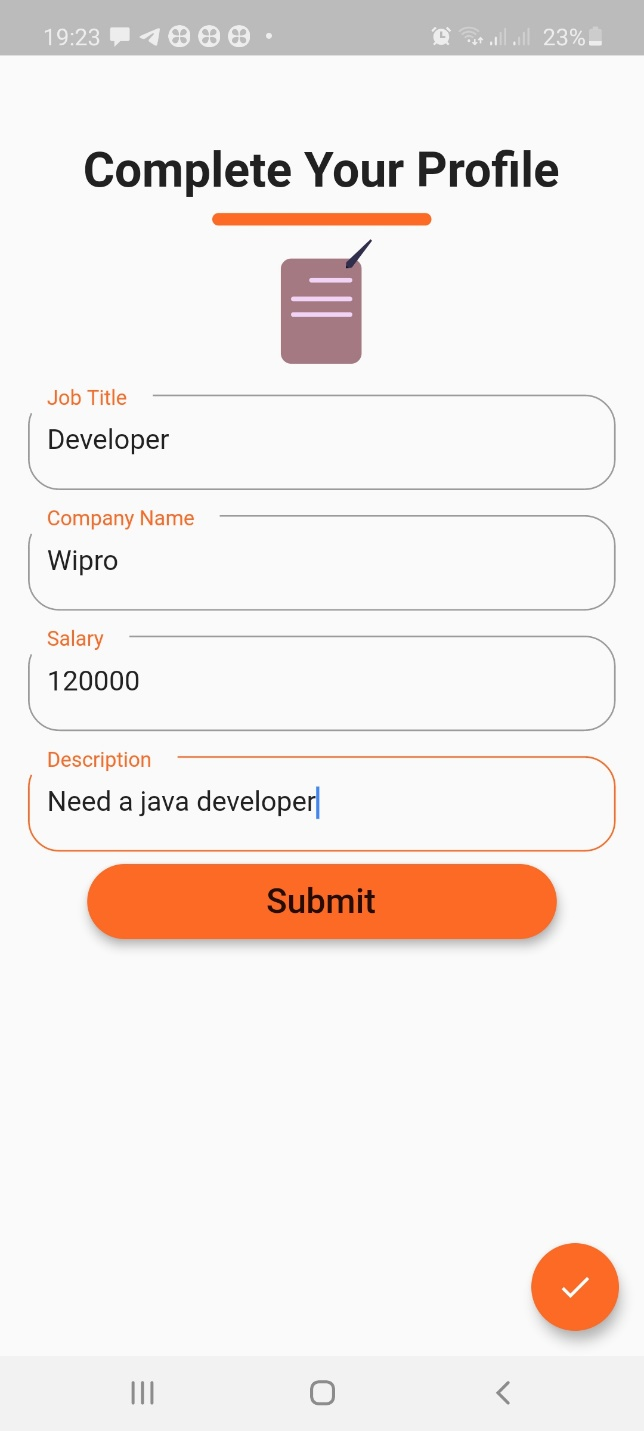 19:23 23%
Complete Your Profile
Job Title
Developer
Company Name
Wipro
Salary
120000
Description
Need a java developer
Submit